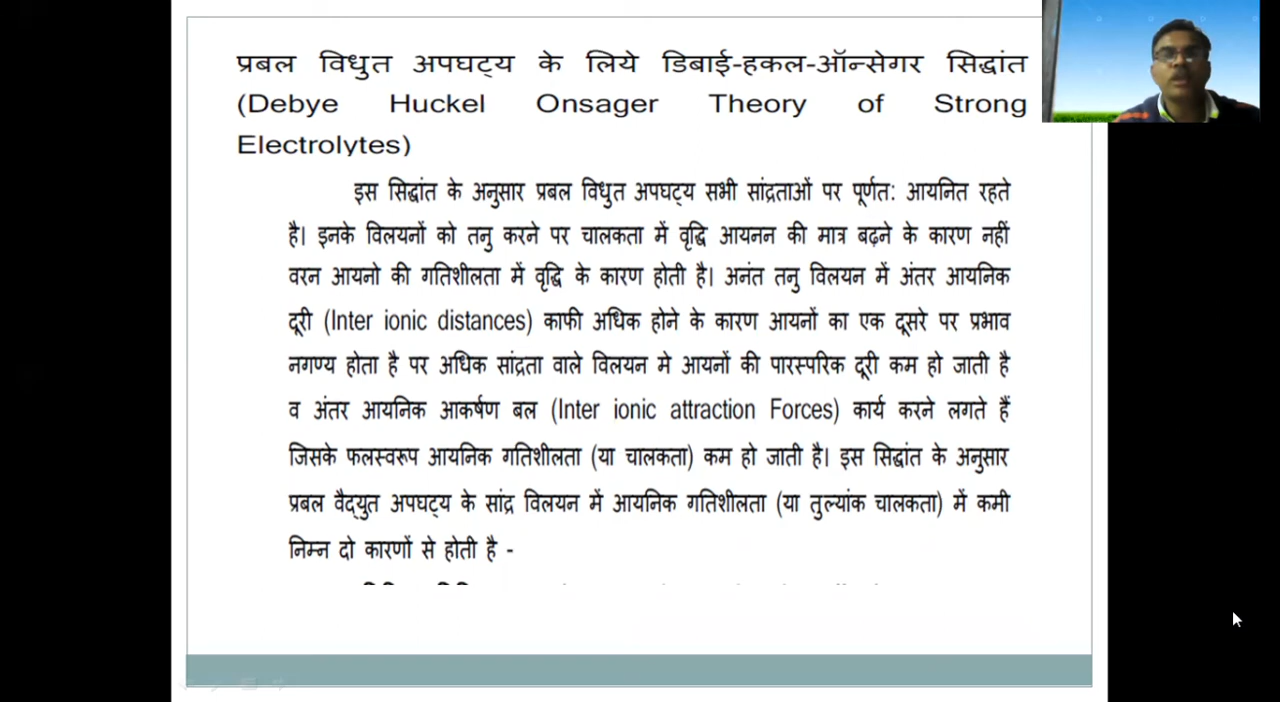 प्रबल विधुत अपघट्य के लिये डिबाई-हकल-ऑन्सेगर सिद्धांत
(Debye Huckel Onsager Theory of Strong
Electrolytes)
इस सिद्धांत के अनुसार प्रबल विधुत अपघट्य सभी सांद्रताओं पर पूर्णत: आयनित रहते
है। इनके विलयनों को तनु करने पर चालकता में वृद्धि आयनन की मात्र बढ़ने के कारण नहीं
वरन आयनो की गतिशीलता में वृद्धि के कारण होती है। अनंत तनु विलयन में अंतर आयनिक
दूरी (Inter ionic distances) काफी अधिक होने के कारण आयनों का एक दूसरे पर प्रभाव
नगण्य होता है पर अधिक सांद्रता वाले विलयन मे आयनों की पारस्परिक दूरी कम हो जाती है
व अंतर आयनिक आकर्षण बल (Inter ionic attraction Forces) कार्य करने लगते हैं
जिसके फलस्वरूप आयनिक गतिशीलता (या चालकता) कम हो जाती है। इस सिद्धांत के अनुसार
प्रबल वैद्युत अपघट्य के सांद्र विलयन में आयनिक गतिशीलता (या तुल्यांक चालकता) में कमी
निम्न दो कारणों से होती है -